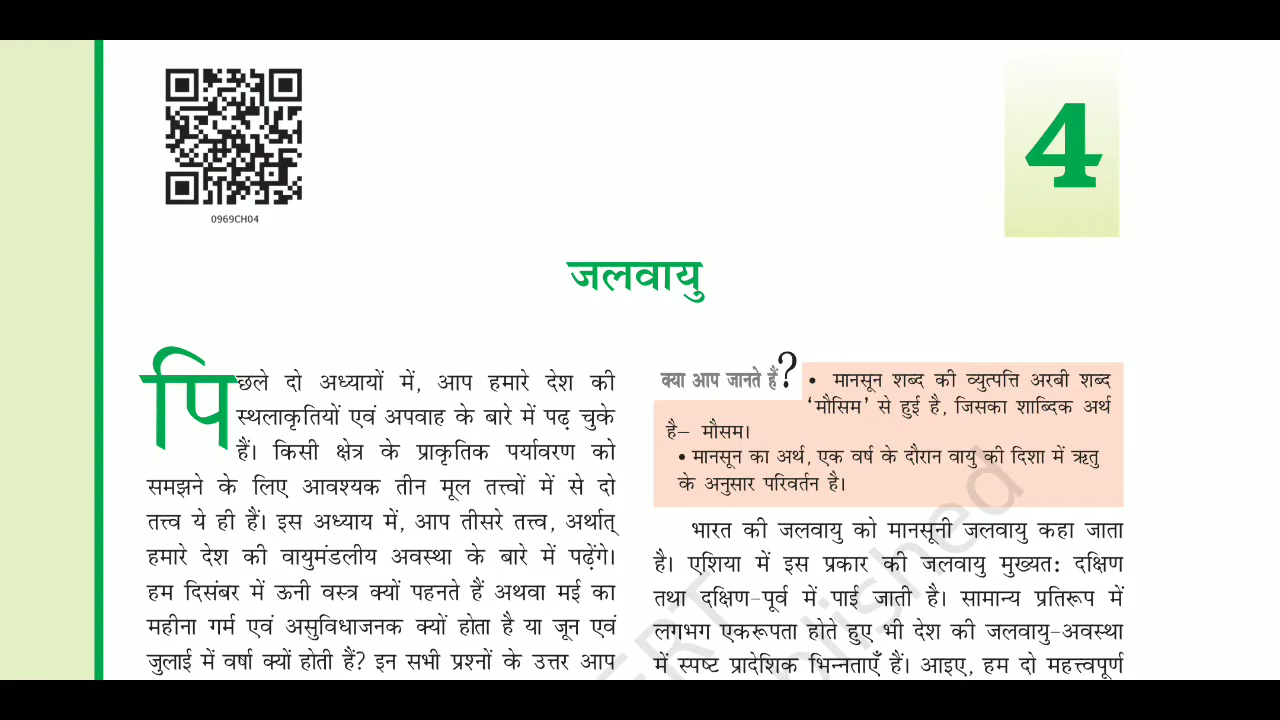 0969CH04
4
जलवायु
पिछले दो अध्यायों में, आप हमारे देश की
स्थलाकृतियों एवं अपवाह के बारे में पढ़ चुके
हैं। किसी क्षेत्र के प्राकृतिक पर्यावरण को
समझने के लिए आवश्यक तीन मूल तत्त्वों में से दो
तत्त्व ये ही हैं। इस अध्याय में, आप तीसरे तत्त्व, अर्थात्
हमारे देश की वायुमंडलीय अवस्था के बारे में पढ़ेंगे।
हम दिसंबर में ऊनी वस्त्र क्यों पहनते हैं अथवा मई का
महीना गर्म एवं असुविधाजनक क्यों होता है या जून एवं
जुलाई में वर्षा क्यों होती हैं? इन सभी प्रश्नों के उत्तर आप
क्या आप जानते हैं?
• मानसून शब्द की व्युत्पत्ति अरबी शब्द
‘मौसिम’ से हुई है, जिसका शाब्दिक अर्थ
है– मौसम।
• मानसून का अर्थ, एक वर्ष के दौरान वायु की दिशा में ऋतु
के अनुसार परिवर्तन है।
भारत की जलवायु को मानसूनी जलवायु कहा जाता
है। एशिया में इस प्रकार की जलवायु मुख्यतः दक्षिण
तथा दक्षिण-पूर्व में पाई जाती है। सामान्य प्रतिरूप में
लगभग एकरूपता होते हुए भी देश की जलवायु-अवस्था
में स्पष्ट प्रादेशिक भिन्नताएँ हैं। आइए, हम दो महत्त्वपूर्ण